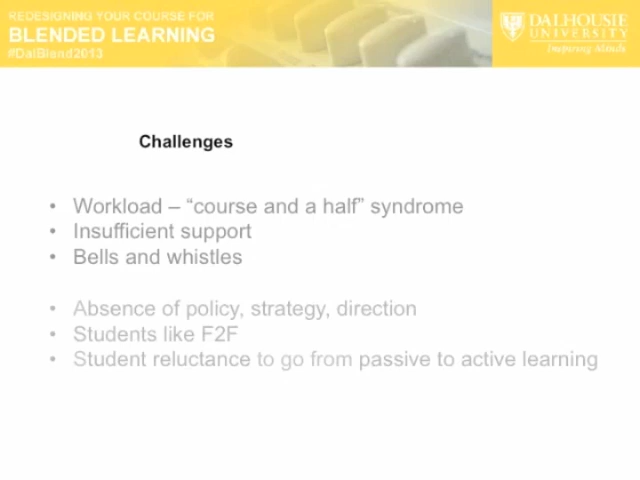 REDESIGNING YOUR COURSE FOR
BLENDED LEARNING
#DalBlend2013
DALHOUSIE
UNIVERSITY
Inspiring Minds
Challenges
• Workload – “course and a half” syndrome
• Insufficient support
• Bells and whistles
• Absence of policy, strategy, direction
• Students like F2F
• Student reluctance to go from passive to active learning